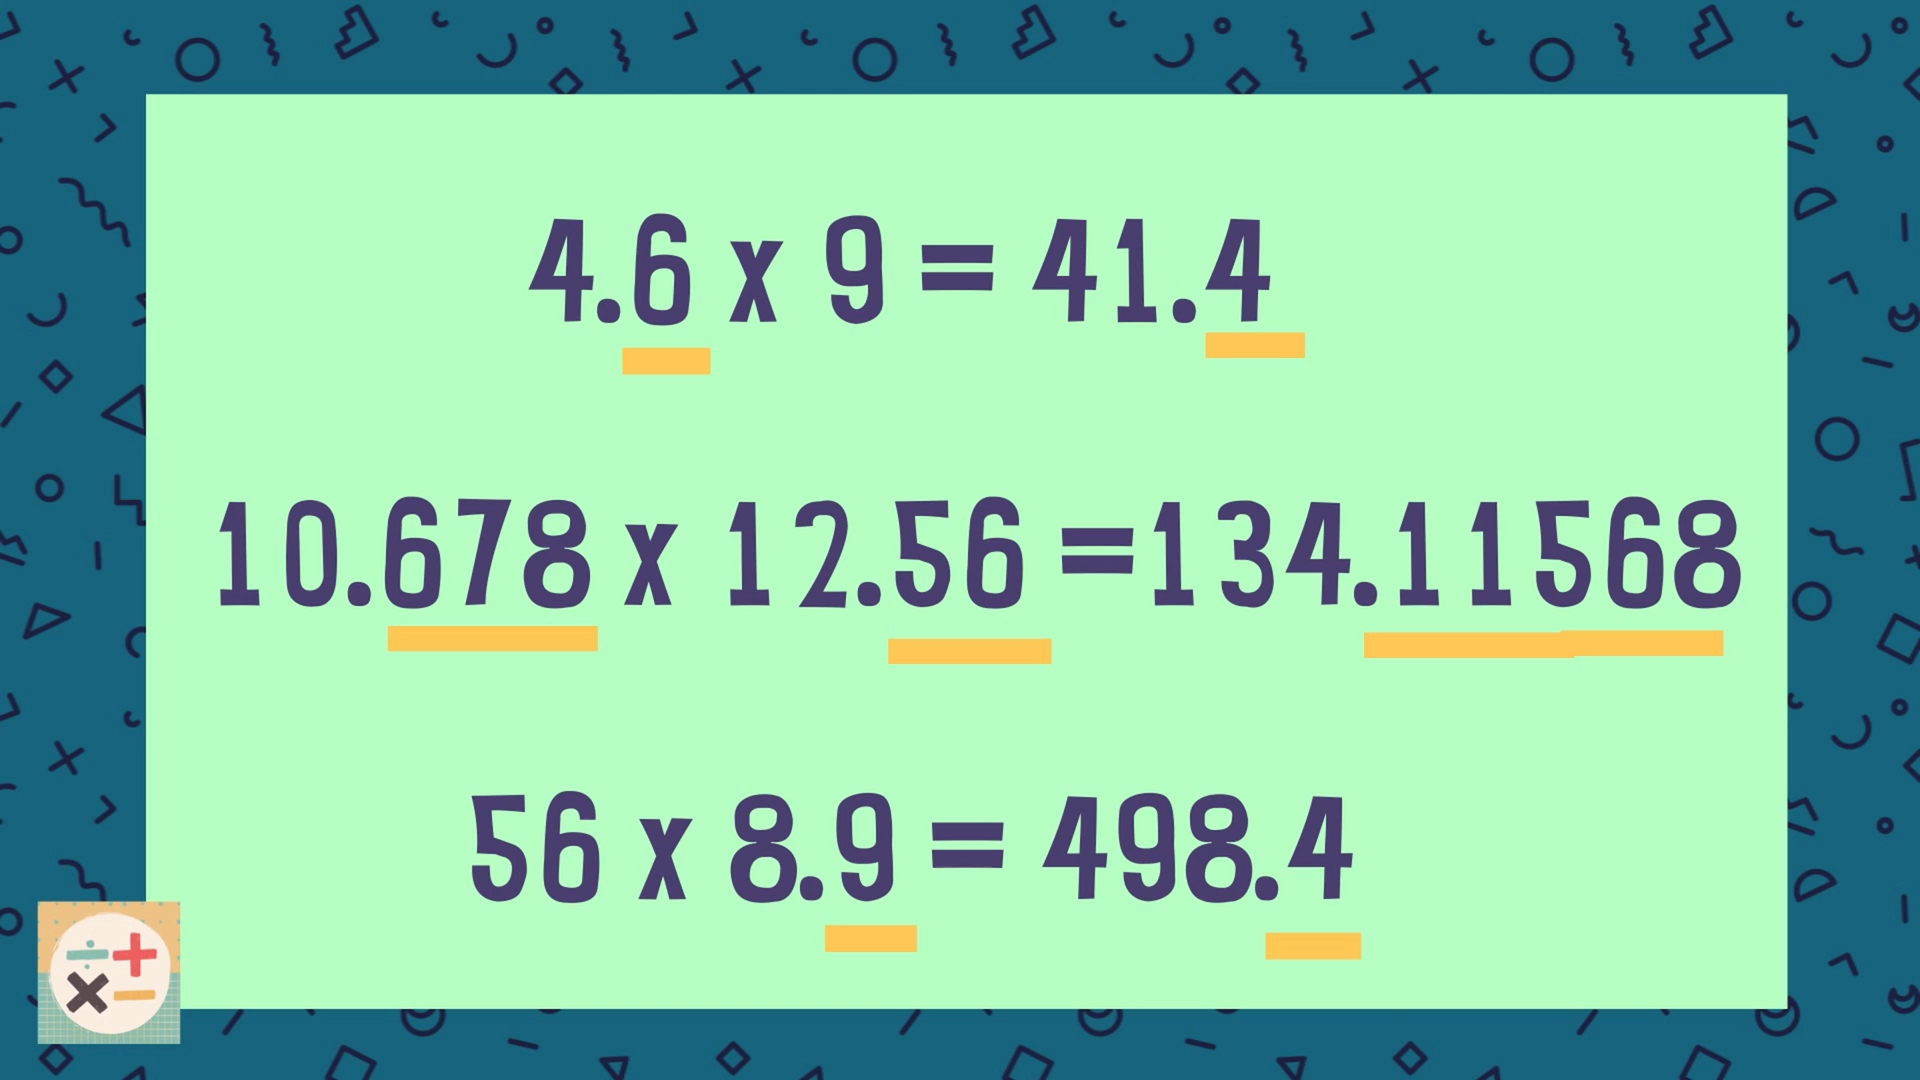 4.6 x 9 = 41.4
10.678 x 12.56 =134.11568
56 x 8.9 = 498.4